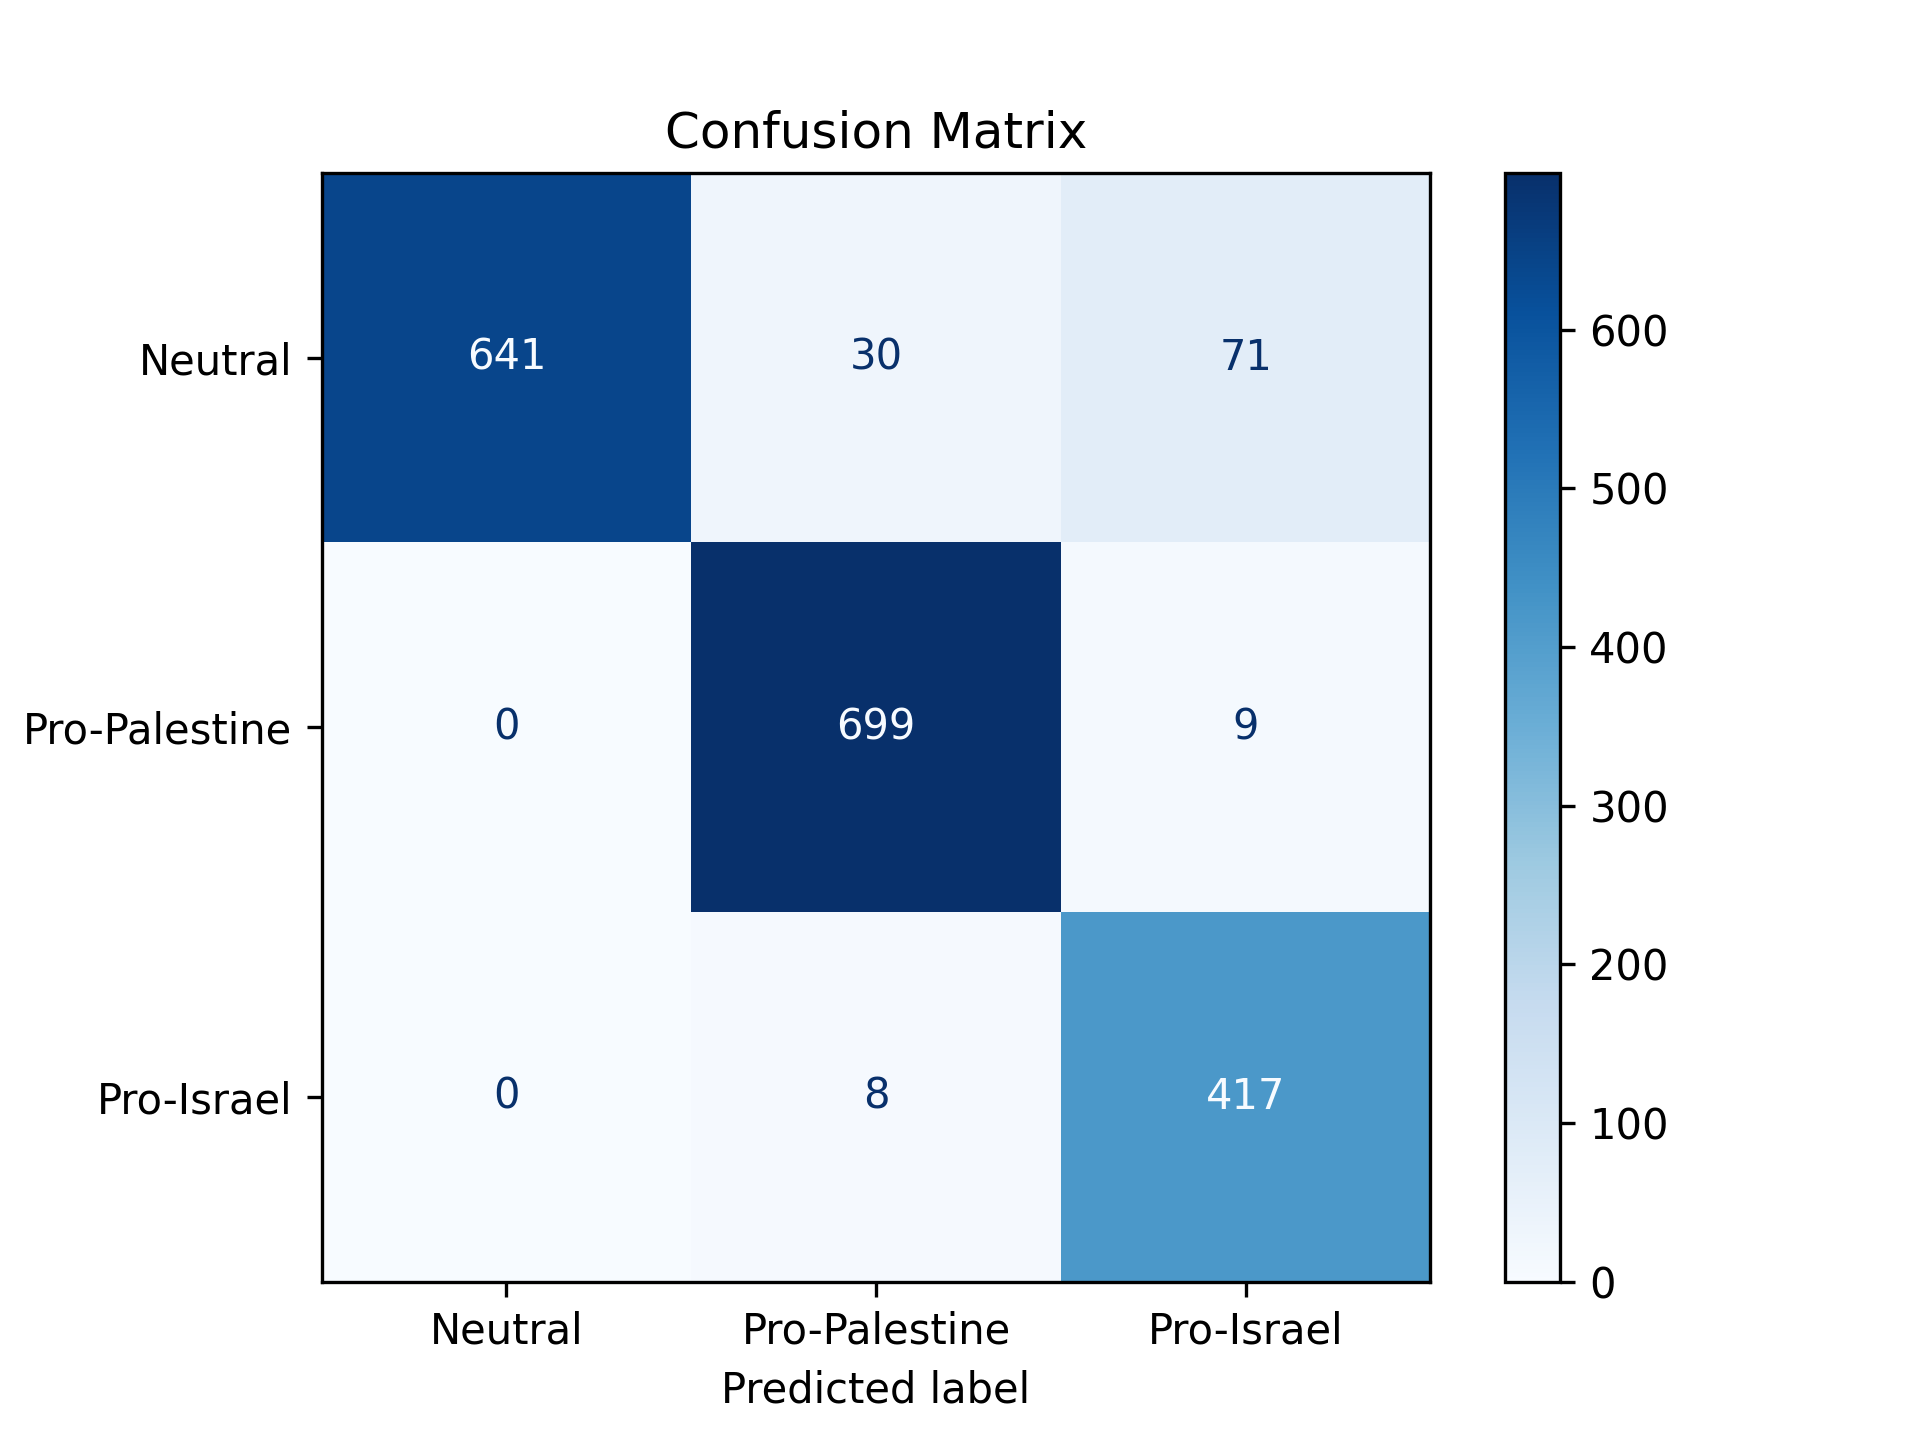 Confusion Matrix
Neutral 641 30 71
Pro-Palestine 0 699 9
Pro-Israel 0 8 417
Neutral Pro-Palestine Pro-Israel
Predicted label
600
500
400
300
200
100
0